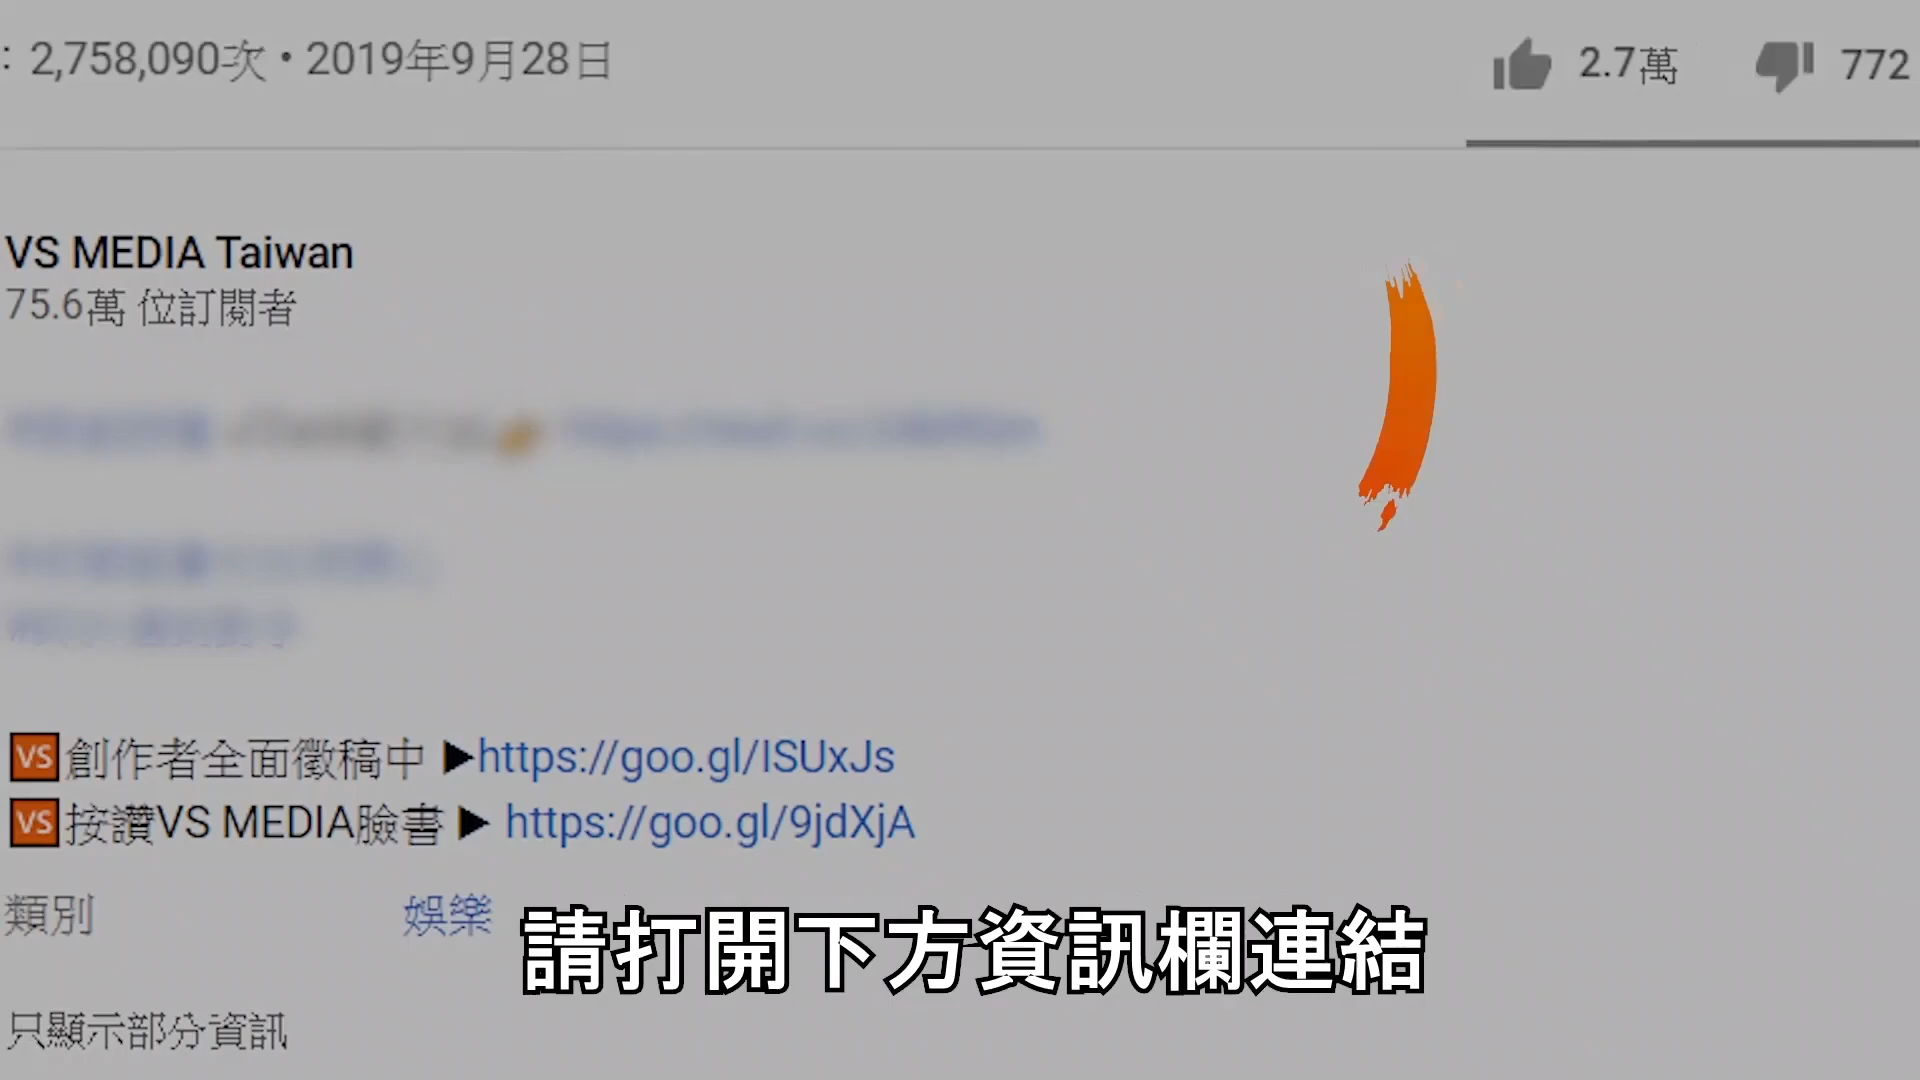 : 2,758,090次 • 2019年9月28日
2.7萬
772
VS MEDIA Taiwan
75.6萬 位訂閱者
VS 創作者全面徵稿中 ▶https://goo.gl/ISUxJs
VS 按讚VS MEDIA臉書 ▶ https://goo.gl/9jdXjA
類別 娛樂
請打開下方資訊欄連結
只顯示部分資訊